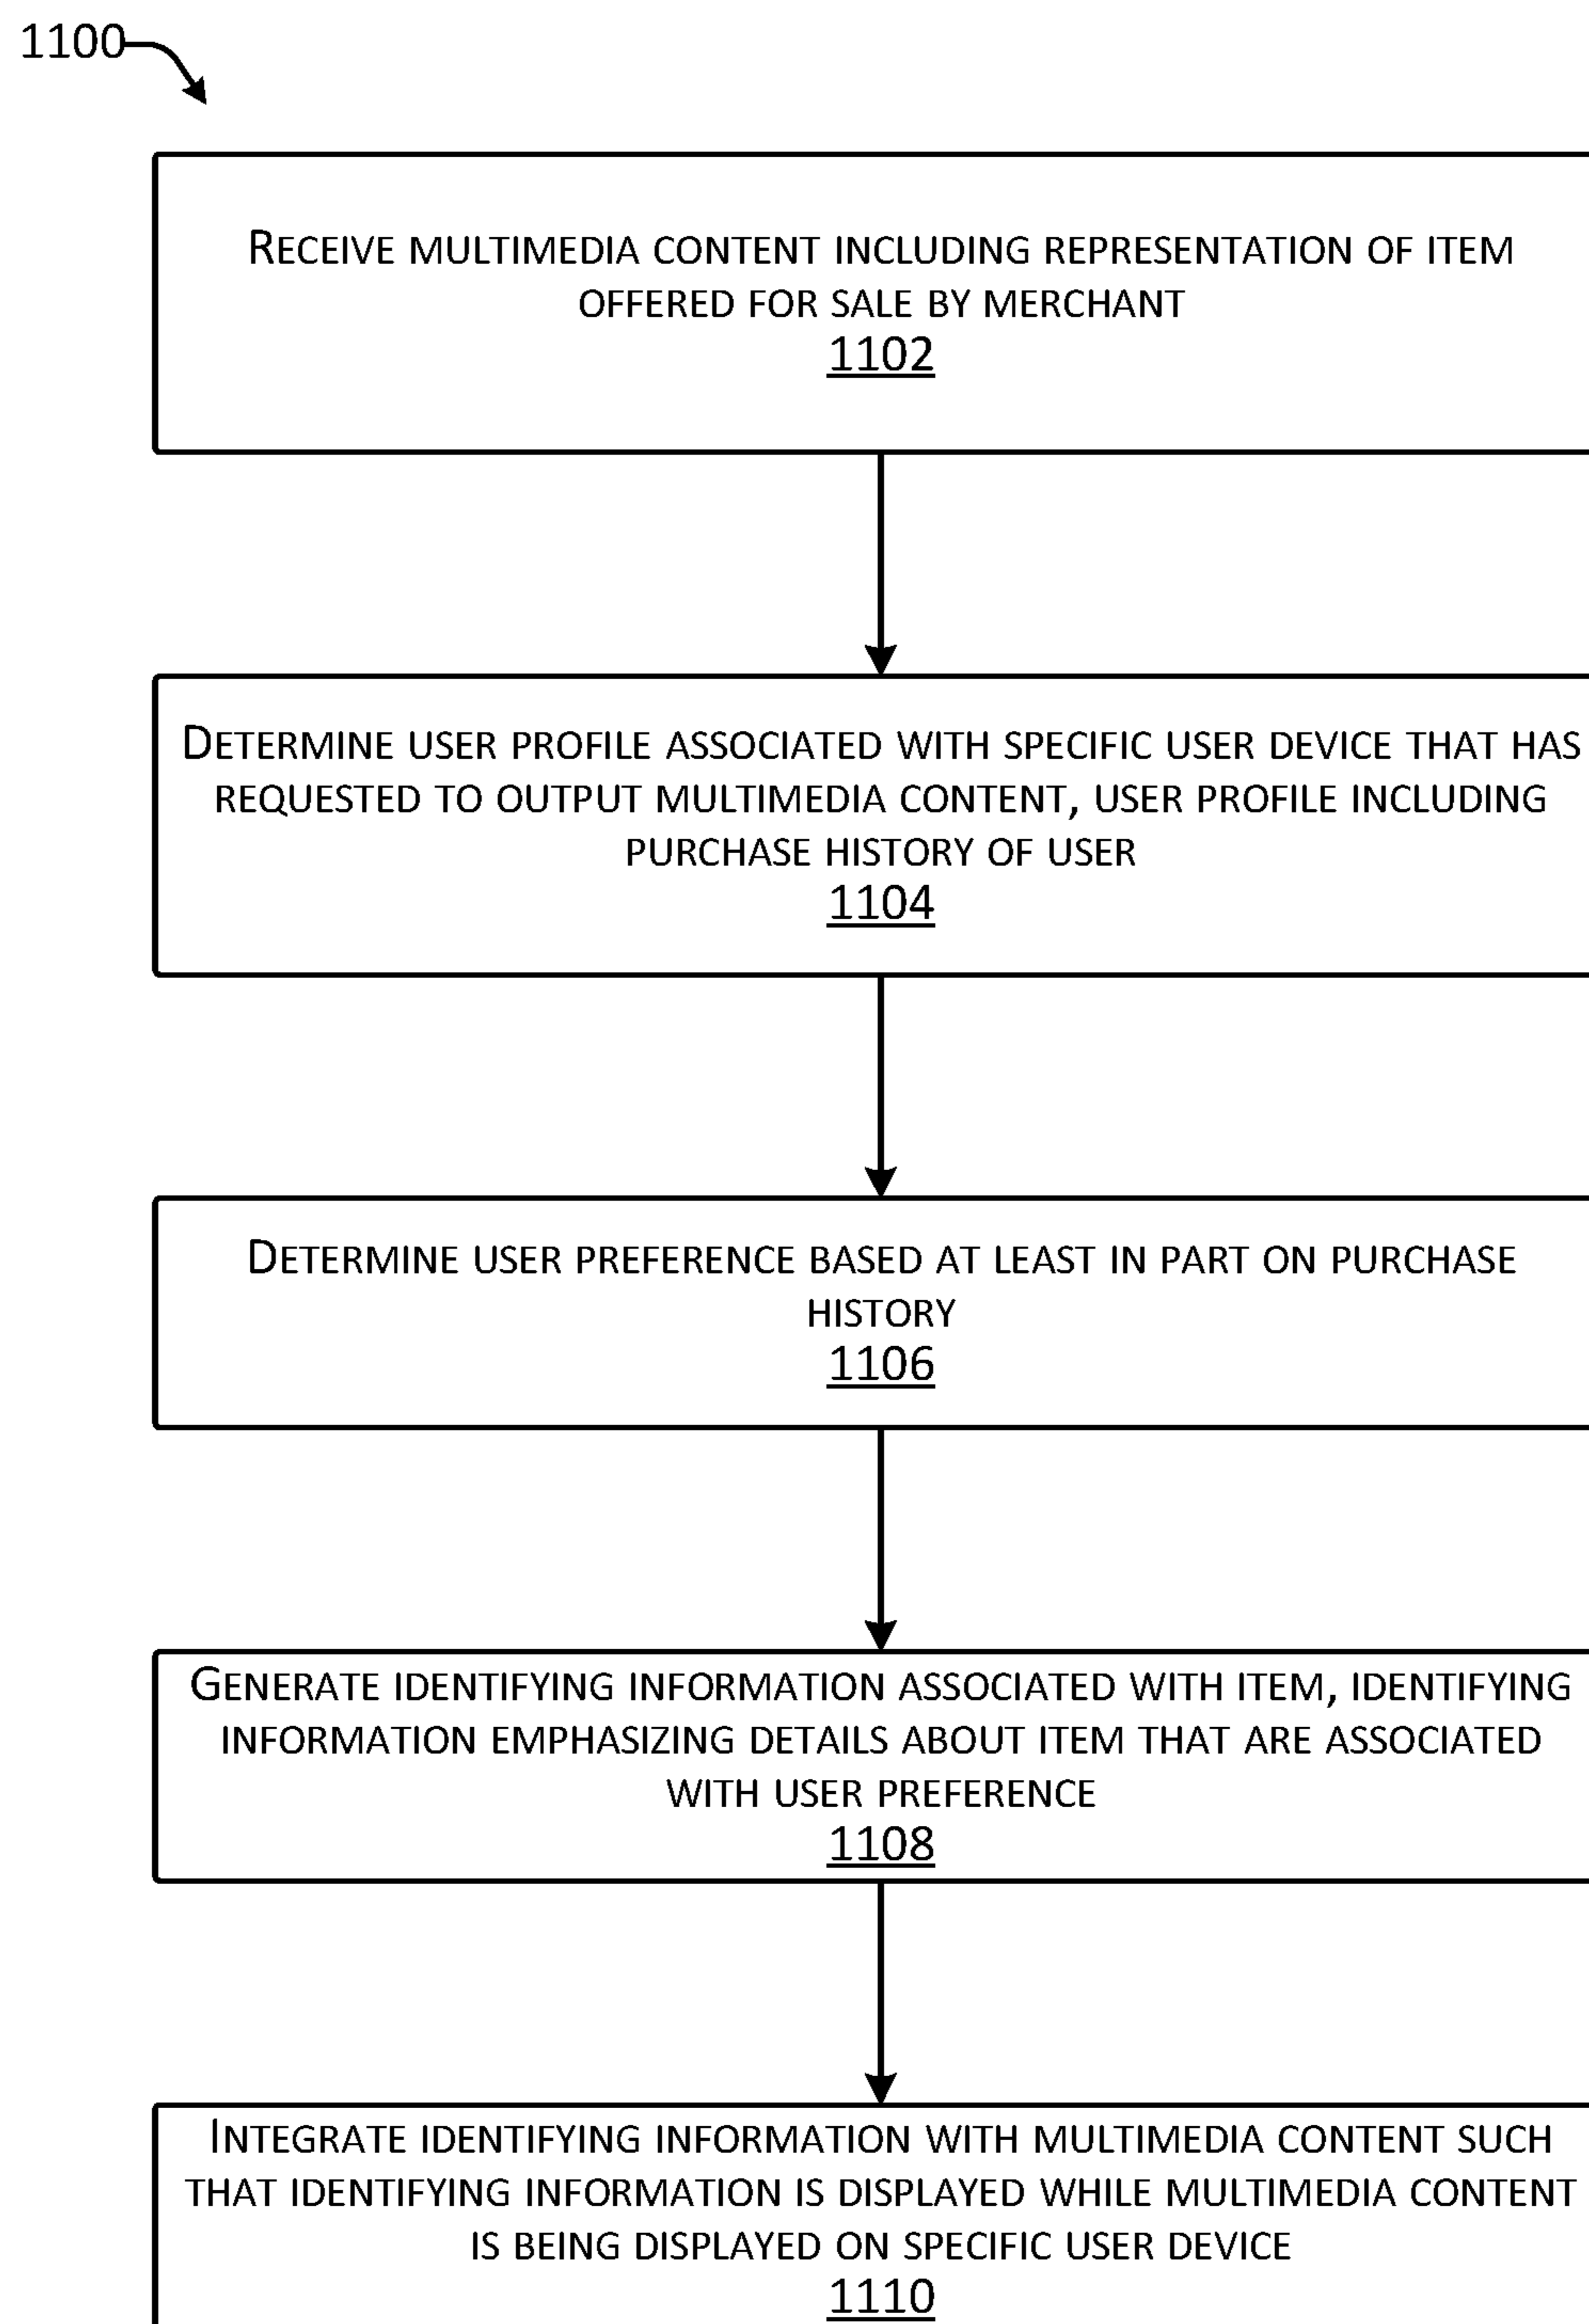 1100
RECEIVE MULTIMEDIA CONTENT INCLUDING REPRESENTATION OF ITEM
OFFERED FOR SALE BY MERCHANT
1102
DETERMINE USER PROFILE ASSOCIATED WITH SPECIFIC USER DEVICE THAT HAS
REQUESTED TO OUTPUT MULTIMEDIA CONTENT, USER PROFILE INCLUDING
PURCHASE HISTORY OF USER
1104
DETERMINE USER PREFERENCE BASED AT LEAST IN PART ON PURCHASE
HISTORY
1106
GENERATE IDENTIFYING INFORMATION ASSOCIATED WITH ITEM, IDENTIFYING
INFORMATION EMPHASIZING DETAILS ABOUT ITEM THAT ARE ASSOCIATED
WITH USER PREFERENCE
1108
INTEGRATE IDENTIFYING INFORMATION WITH MULTIMEDIA CONTENT SUCH
THAT IDENTIFYING INFORMATION IS DISPLAYED WHILE MULTIMEDIA CONTENT
IS BEING DISPLAYED ON SPECIFIC USER DEVICE
1110